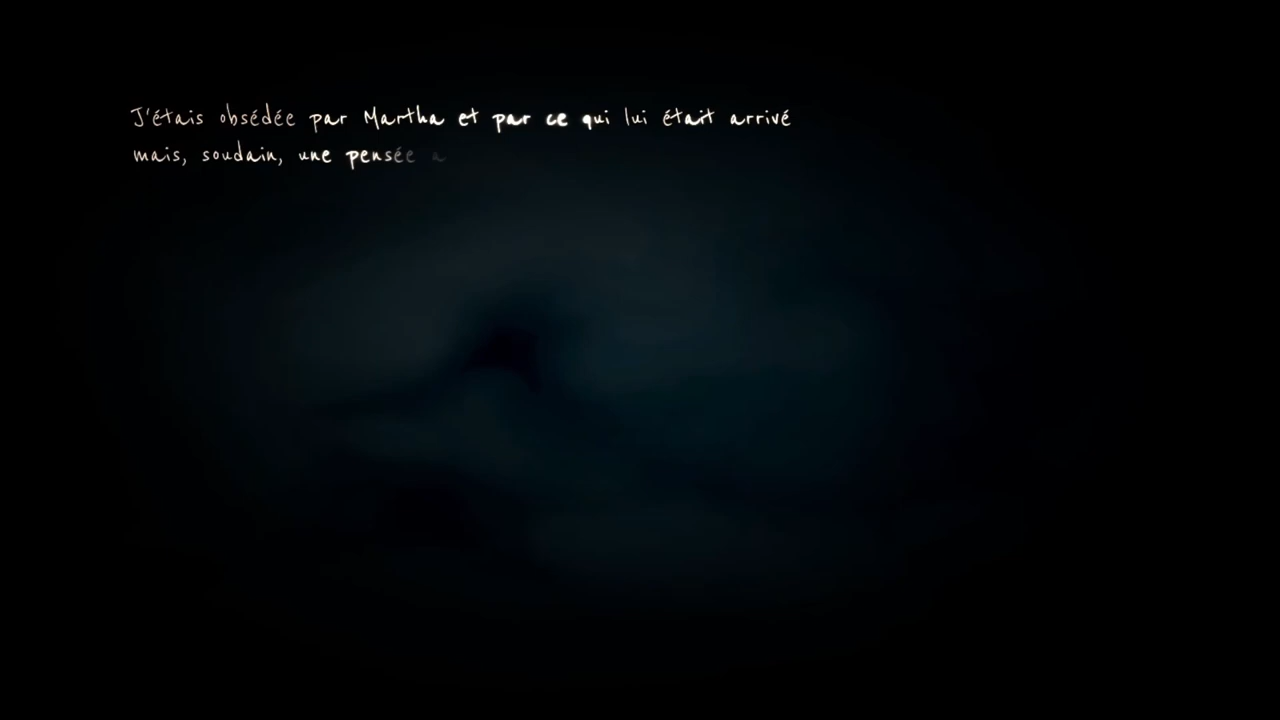 J'étais obsédée par Martha et par ce qui lui était arrivé
mais, soudain, une pensée a